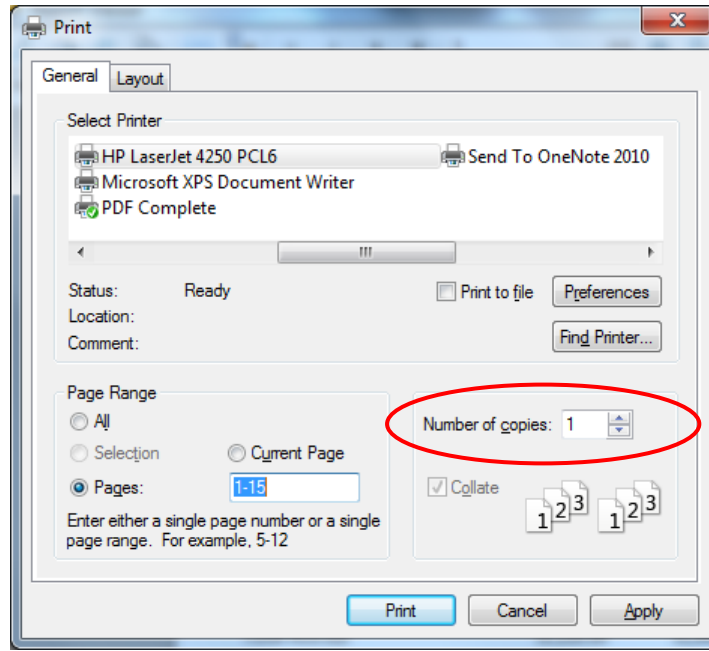 Print
X
General Layout
Select Printer
HP LaserJet 4250 PCL6 Send To OneNote 2010
Microsoft XPS Document Writer
PDF Complete
Status: Ready Print to file Preferences
Location:
Comment: Find Printer...
Page Range
All Number of copies: 1
Selection Current Page
Pages: 1-15 Collate
1 2 3 1 2 3
Enter either a single page number or a single
page range. For example, 5-12
Print Cancel Apply